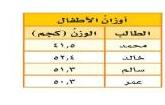 أوزان الأطفال
الطالب الوزن (كجم)
محمد ٤١,٥
خالد ٥٢,٤
سالم ٥١,٣
عمر ٥٠,٣